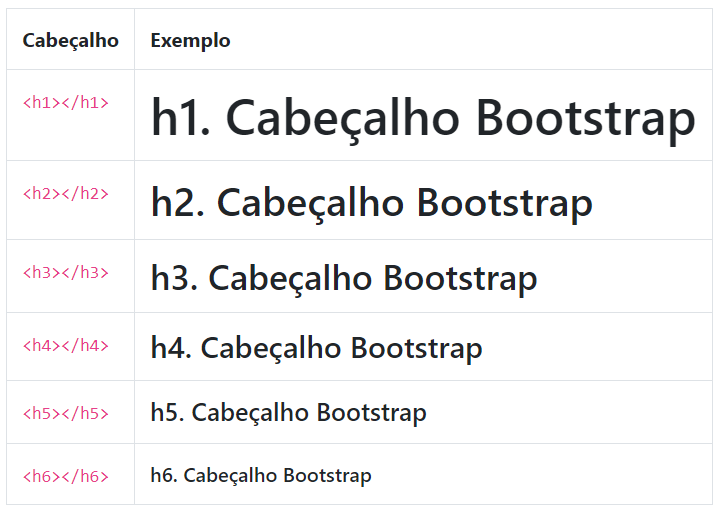 Cabeçalho Exemplo
<h1></h1> h1. Cabeçalho Bootstrap
<h2></h2> h2. Cabeçalho Bootstrap
<h3></h3> h3. Cabeçalho Bootstrap
<h4></h4> h4. Cabeçalho Bootstrap
<h5></h5> h5. Cabeçalho Bootstrap
<h6></h6> h6. Cabeçalho Bootstrap